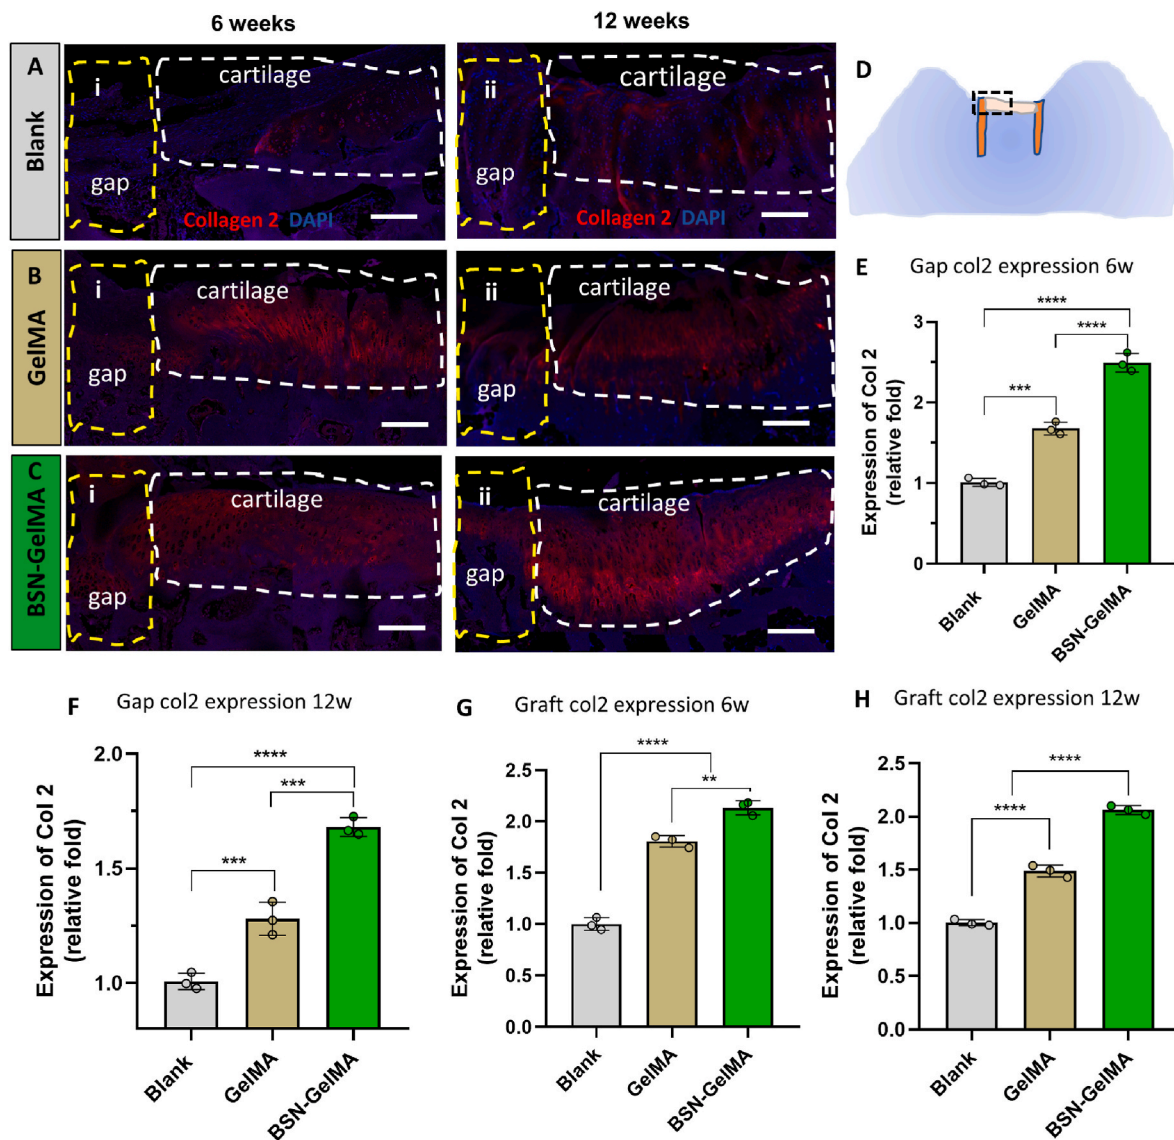 6 weeks
12 weeks
A
Blank
i
cartilage
gap
Collagen 2 DAPI
ii
cartilage
gap
Collagen 2 DAPI
D
B
GelMA
i
cartilage
gap
ii
cartilage
gap
C
BSN-GelMA
i
cartilage
gap
ii
cartilage
gap
E
Gap col2 expression 6w
Expression of Col 2
(relative fold)
3
2
1
0
****
****
***
Blank
GelMA
BSN-GelMA
F
Gap col2 expression 12w
Expression of Col 2
(relative fold)
2.0
1.5
1.0
****
***
***
Blank
GelMA
BSN-GelMA
G
Graft col2 expression 6w
Expression of Col 2
(relative fold)
2.5
2.0
1.5
1.0
0.5
0.0
****
**
Blank
GelMA
BSN-GelMA
H
Graft col2 expression 12w
Expression of Col 2
(relative fold)
2.5
2.0
1.5
1.0
0.5
0.0
****
****
Blank
GelMA
BSN-GelMA